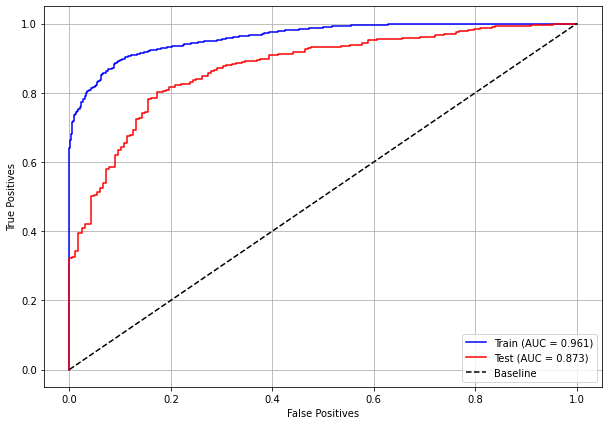 1.0
0.8
0.6
0.4
0.2
0.0
True Positives
0.0 0.2 0.4 0.6 0.8 1.0
False Positives
Train (AUC = 0.961)
Test (AUC = 0.873)
Baseline